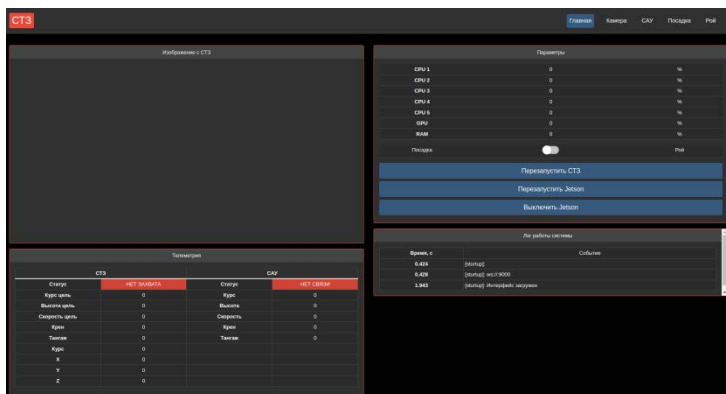 СТЗ
Главная Камера САУ Посадка Рой
Изображение с СТЗ
Параметры
CPU 1 0 %
CPU 2 0 %
CPU 3 0 %
CPU 4 0 %
CPU 5 0 %
GPU 0 %
RAM 0 %
Посадка Рой
Перезапустить СТЗ
Перезапустить Jetson
Выключить Jetson
Телеметрия
СТЗ САУ
Статус НЕТ ЗАХВАТА Статус НЕТ СВЯЗИ
Курс цель 0 Курс 0
Высота цель 0 Высота 0
Скорость цель 0 Скорость 0
Крен 0 Крен 0
Тангаж 0 Тангаж 0
Курс 0
X 0
Y 0
Z 0
Лог работы системы
Время, с Событие
0.424 [startup]
0.428 [startup] ws://:9000
1.943 [startup] Интерфейс загружен